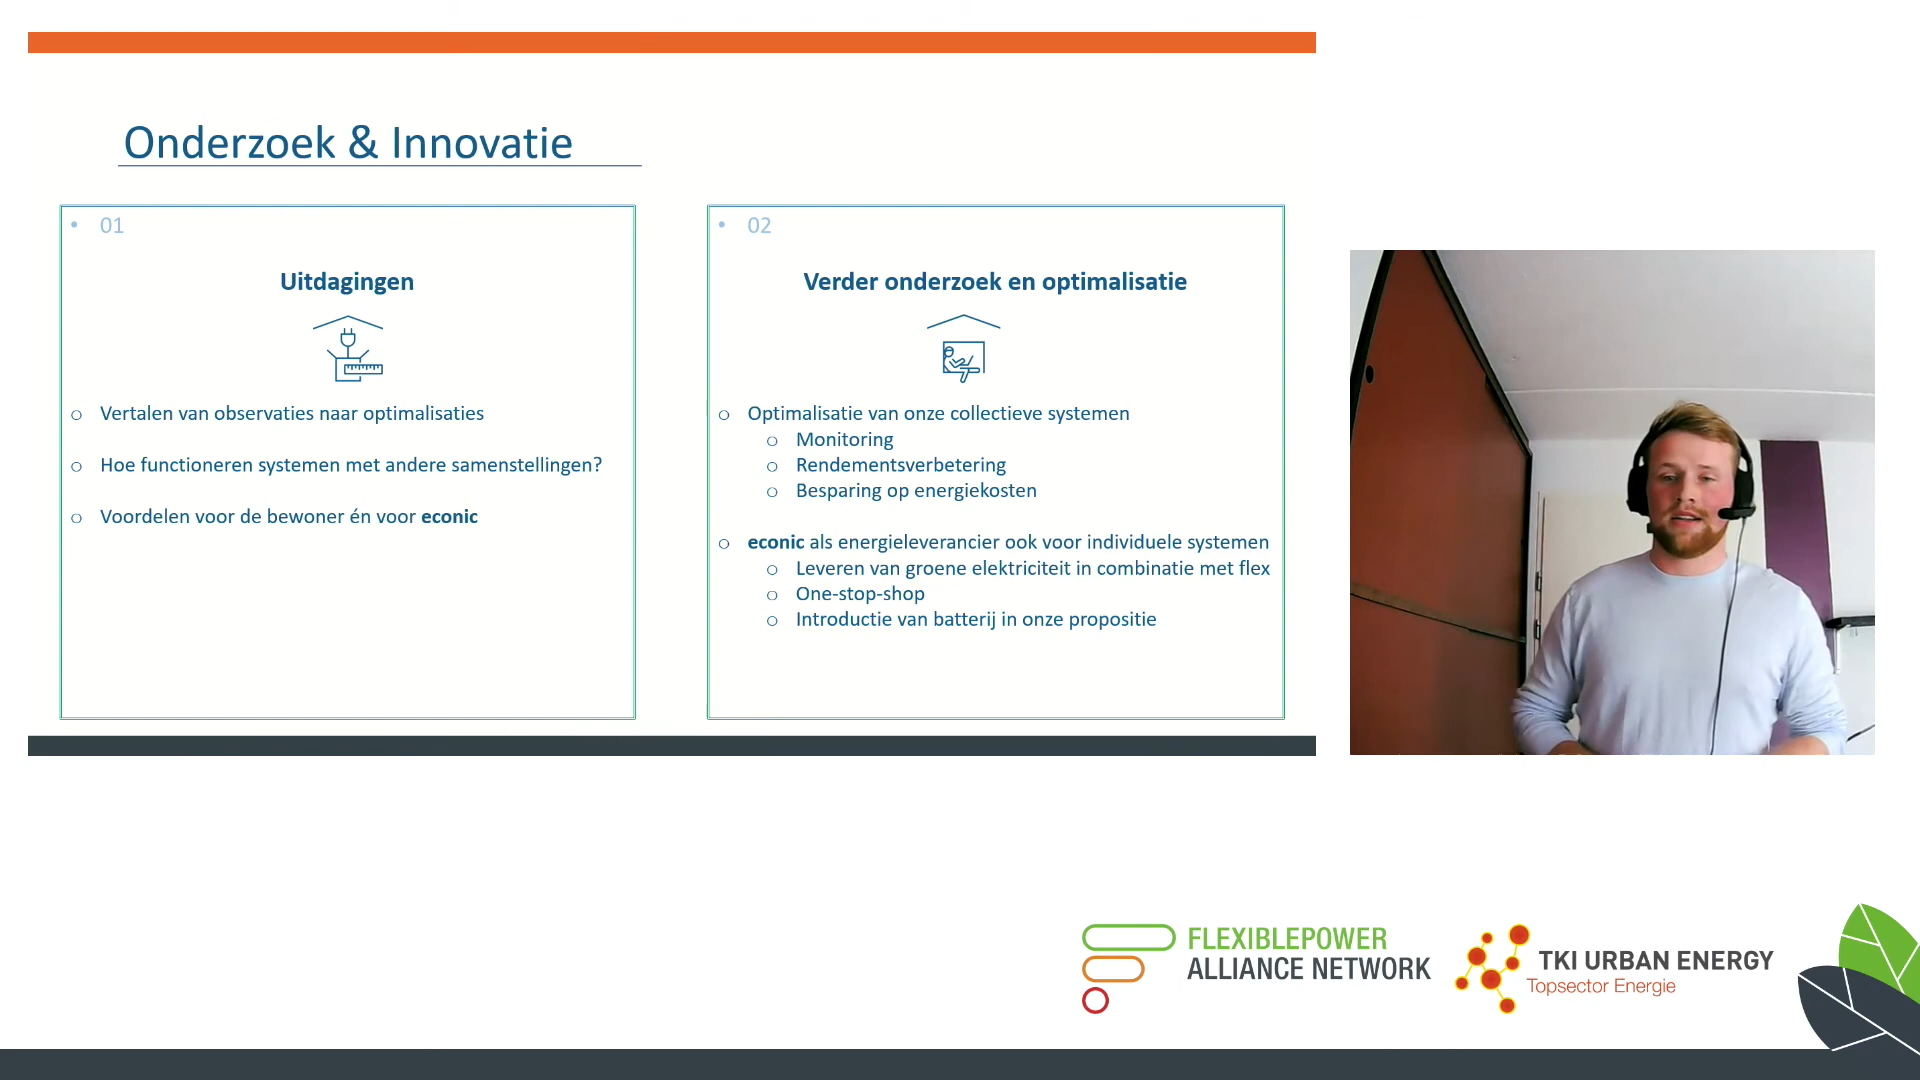 Onderzoek & Innovatie
• 01
Uitdagingen
o Vertalen van observaties naar optimalisaties
o Hoe functioneren systemen met andere samenstellingen?
o Voordelen voor de bewoner én voor econic
• 02
Verder onderzoek en optimalisatie
o Optimalisatie van onze collectieve systemen
o Monitoring
o Rendementsverbetering
o Besparing op energiekosten
o econic als energieleverancier ook voor individuele systemen
o Leveren van groene elektriciteit in combinatie met flex
o One-stop-shop
o Introductie van batterij in onze propositie
FLEXIBLEPOWER
ALLIANCE NETWORK
TKI URBAN ENERGY
Topsector Energie